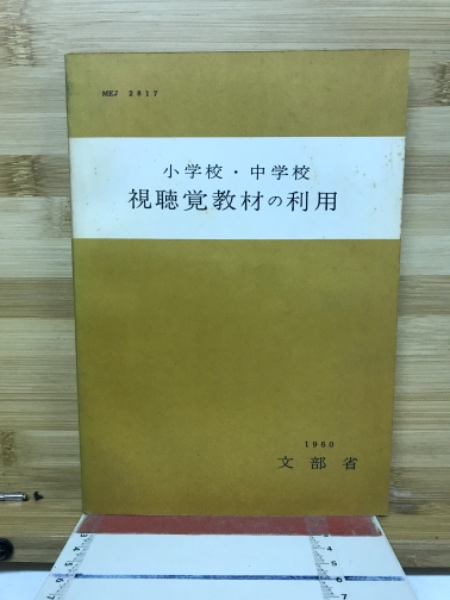 MEJ 2817
小学校・中学校
視聴覚教材の利用
1960
文部省